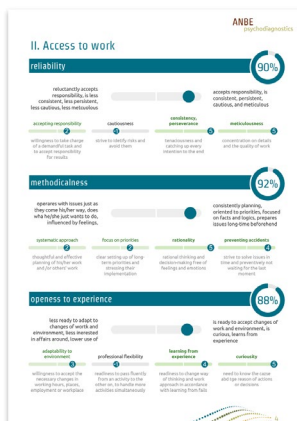 ANBE
psychodiagnostics
II. Access to work
reliability
90%
reluctantly accepts
responsibility, is less
consistent, less persistent,
less cautious, less meticulous
accepts responsibility, is
consistent, persistent,
cautious, and meticulous
accepting responsibility
cautiousness
consistency,
perseverance
meticulousness
willingness to take charge
of a demanded task and
to accept responsibility
for results
strive to identify risks and
avoid them
tenaciousness and
catching up every
intention to the end
concentration on details
and the quality of work
methodicalness
92%
operates with issues just as
they come his/her way, does
what he/she just wants to do,
influenced by feelings.
consistently planning,
oriented to priorities, focused
on facts and logics, prepares
issues long-time beforehand
systematic approach
focus on priorities
rationality
preventing accidents
thoughtful and effective
planning of his/her work
and /or others' work
clear setting up of long-
term priorities and
stressing their
implementation
rational thinking and
decision-making free of
feelings and emotions
strive to solve issues in
time and preventively not
waiting for the last
moment
openess to experience
88%
less ready to adapt to
changes of work and
environment, less interested
in affairs around, lower use of
is ready to accept changes of
work and environment, is
curious, learns from
experience
adaptability to
environment
professional flexibility
learning from
experience
curiousity
willingness to accept the
necessary changes in
working hours, places,
employment or workplace
readiness to pass fluently
from an activity to the
other on, to handle more
activities simultaneously
readiness to change way
of thinking and work
approach in accordance
with learning from fails
need to know the cause
abd rope reason of actions
or decisions